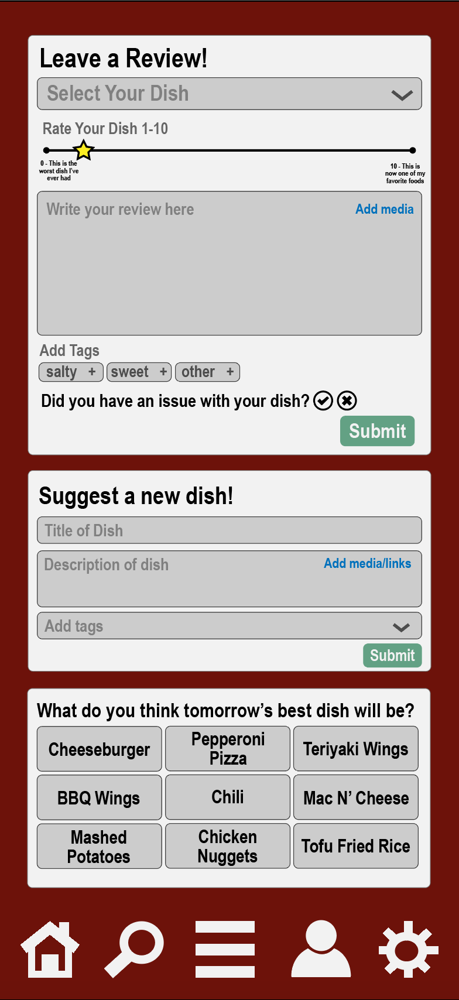 Leave a Review!
Select Your Dish
Rate Your Dish 1-10
0 - This is the
worst dish I've
ever had
10 - This is
now one of my
favorite foods
Write your review here
Add media
Add Tags
salty +
sweet +
other +
Did you have an issue with your dish?
Submit
Suggest a new dish!
Title of Dish
Description of dish
Add media/links
Add tags
Submit
What do you think tomorrow’s best dish will be?
Cheeseburger
Pepperoni
Pizza
Teriyaki Wings
BBQ Wings
Chili
Mac N’ Cheese
Mashed
Potatoes
Chicken
Nuggets
Tofu Fried Rice